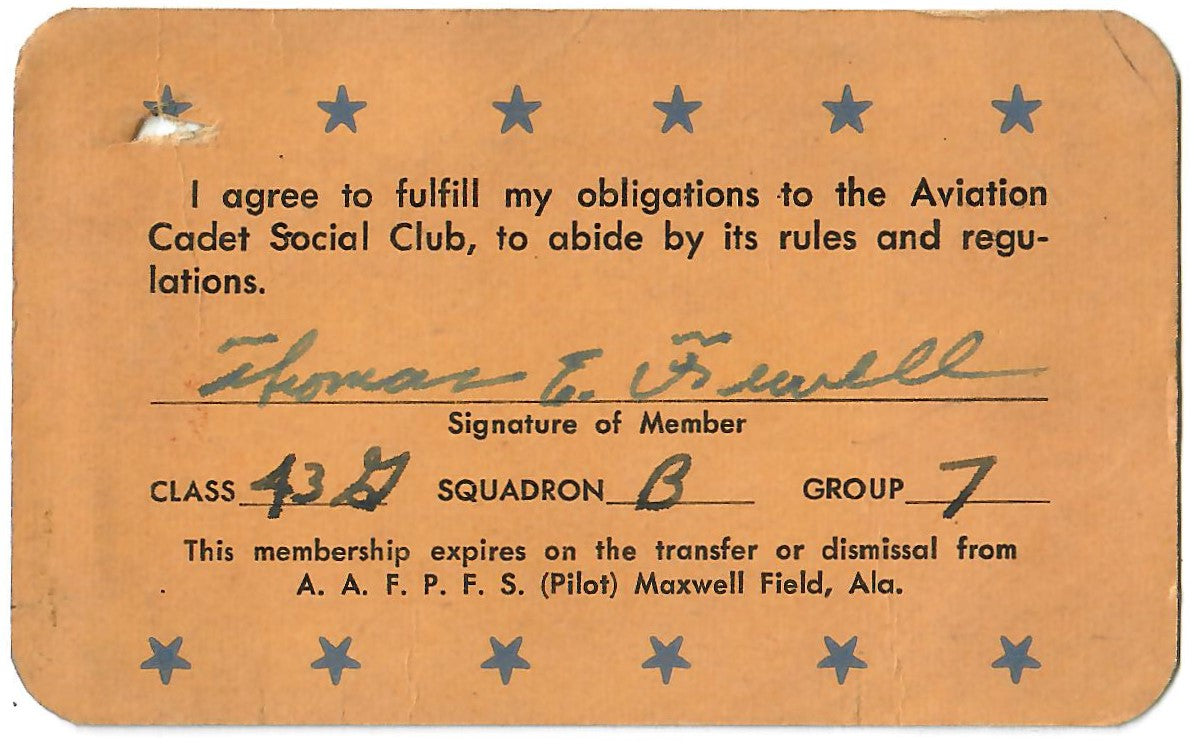 I agree to fulfill my obligations to the Aviation
Cadet Social Club, to abide by its rules and regu-
lations.
Thomas E. Fewell
Signature of Member
CLASS 43G SQUADRON B GROUP 7
This membership expires on the transfer or dismissal from
A. A. F. P. F. S. (Pilot) Maxwell Field, Ala.